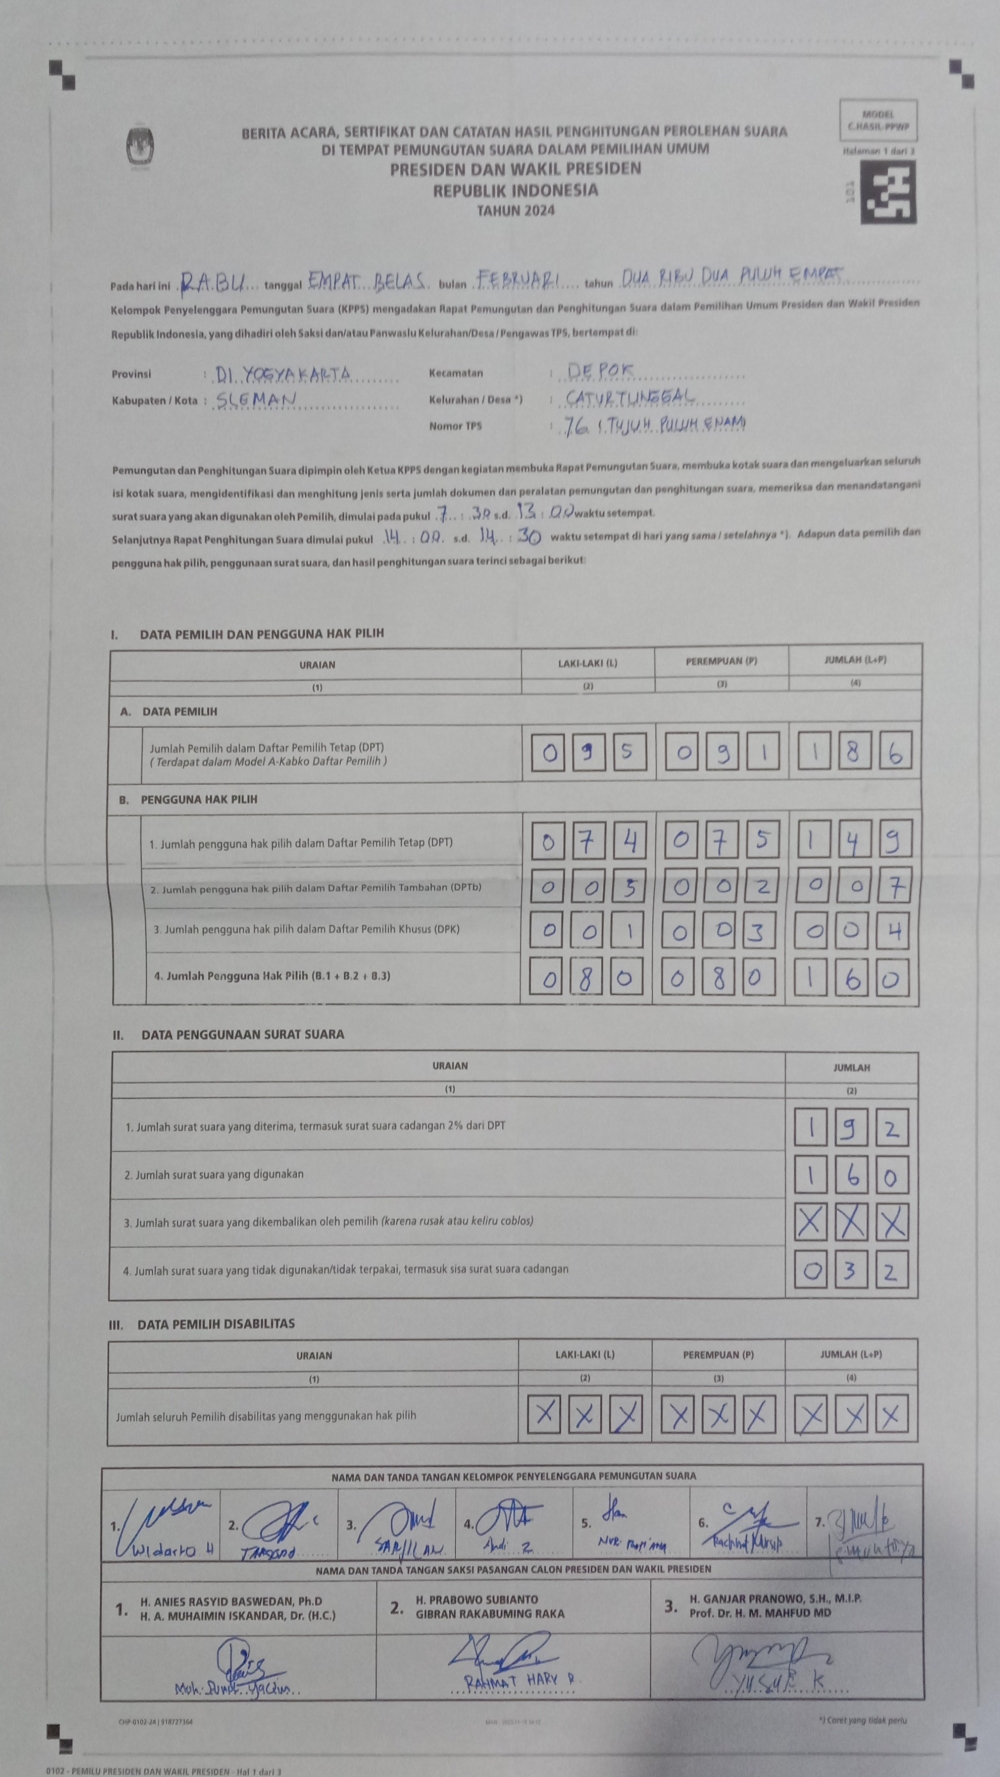 MODEL
C.HASIL-PPWP
Halaman 1 dari 3
101
BERITA ACARA, SERTIFIKAT DAN CATATAN HASIL PENGHITUNGAN PEROLEHAN SUARA
DI TEMPAT PEMUNGUTAN SUARA DALAM PEMILIHAN UMUM
PRESIDEN DAN WAKIL PRESIDEN
REPUBLIK INDONESIA
TAHUN 2024
Pada hari ini RABU tanggal EMPAT BELAS bulan FEBRUARI tahun DUA RIBU DUA PULUH EMPAT
Kelompok Penyelenggara Pemungutan Suara (KPPS) mengadakan Rapat Pemungutan dan Penghitungan Suara dalam Pemilihan Umum Presiden dan Wakil Presiden
Republik Indonesia, yang dihadiri oleh Saksi dan/atau Panwaslu Kelurahan/Desa/Pengawas TPS, bertempat di:
Provinsi : DI YOGYAKARTA Kecamatan : DEPOK
Kabupaten / Kota : SLEMAN Kelurahan / Desa *) : CATURTUNGGAL
Nomor TPS : 76 (TUJUH PULUH ENAM)
Pemungutan dan Penghitungan Suara dipimpin oleh Ketua KPPS dengan kegiatan membuka Rapat Pemungutan Suara, membuka kotak suara dan mengeluarkan seluruh
isi kotak suara, mengidentifikasi dan menghitung jenis serta jumlah dokumen dan peralatan pemungutan dan penghitungan suara, memeriksa dan menandatangani
surat suara yang akan digunakan oleh Pemilih, dimulai pada pukul 7 : 30 s.d. 13 : 00 waktu setempat.
Selanjutnya Rapat Penghitungan Suara dimulai pukul 14 : 00 s.d. 14 : 30 waktu setempat di hari yang sama / setelahnya *). Adapun data pemilih dan
pengguna hak pilih, penggunaan surat suara, dan hasil penghitungan suara terinci sebagai berikut:
I. DATA PEMILIH DAN PENGGUNA HAK PILIH
URAIAN LAKI-LAKI (L) PEREMPUAN (P) JUMLAH (L+P)
(1) (2) (3) (4)
A. DATA PEMILIH
Jumlah Pemilih dalam Daftar Pemilih Tetap (DPT) 0 9 5 0 9 1 1 8 6
( Terdapat dalam Model A-Kabko Daftar Pemilih )
B. PENGGUNA HAK PILIH
1. Jumlah pengguna hak pilih dalam Daftar Pemilih Tetap (DPT) 0 7 4 0 7 5 1 4 9
2. Jumlah pengguna hak pilih dalam Daftar Pemilih Tambahan (DPTb) 0 0 5 0 0 2 0 0 7
3. Jumlah pengguna hak pilih dalam Daftar Pemilih Khusus (DPK) 0 0 1 0 0 3 0 0 4
4. Jumlah Pengguna Hak Pilih (B.1 + B.2 + B.3) 0 8 0 0 8 0 1 6 0
II. DATA PENGGUNAAN SURAT SUARA
URAIAN JUMLAH
(1) (2)
1. Jumlah surat suara yang diterima, termasuk surat suara cadangan 2% dari DPT 1 9 2
2. Jumlah surat suara yang digunakan 1 6 0
3. Jumlah surat suara yang dikembalikan oleh pemilih (karena rusak atau keliru coblos) X X X
4. Jumlah surat suara yang tidak digunakan/tidak terpakai, termasuk sisa surat suara cadangan 0 3 2
III. DATA PEMILIH DISABILITAS
URAIAN LAKI-LAKI (L) PEREMPUAN (P) JUMLAH (L+P)
(1) (2) (3) (4)
Jumlah seluruh Pemilih disabilitas yang menggunakan hak pilih X X X X X X X X X
NAMA DAN TANDA TANGAN KELOMPOK PENYELENGGARA PEMUNGUTAN SUARA
1. 2. 3. 4. 5. 6. 7.
Widarto H Andi Z
NAMA DAN TANDA TANGAN SAKSI PASANGAN CALON PRESIDEN DAN WAKIL PRESIDEN
1. H. ANIES RASYID BASWEDAN, Ph.D
H. A. MUHAIMIN ISKANDAR, Dr. (H.C.)
2. H. PRABOWO SUBIANTO
GIBRAN RAKABUMING RAKA
3. H. GANJAR PRANOWO, S.H., M.I.P.
Prof. Dr. H. M. MAHFUD MD
Moh. RAHMAT HARY R. YUSUF K
CHP-0102-24 | 918727364
*) Coret yang tidak perlu
0102 - PEMILU PRESIDEN DAN WAKIL PRESIDEN - Hal 1 dari 3